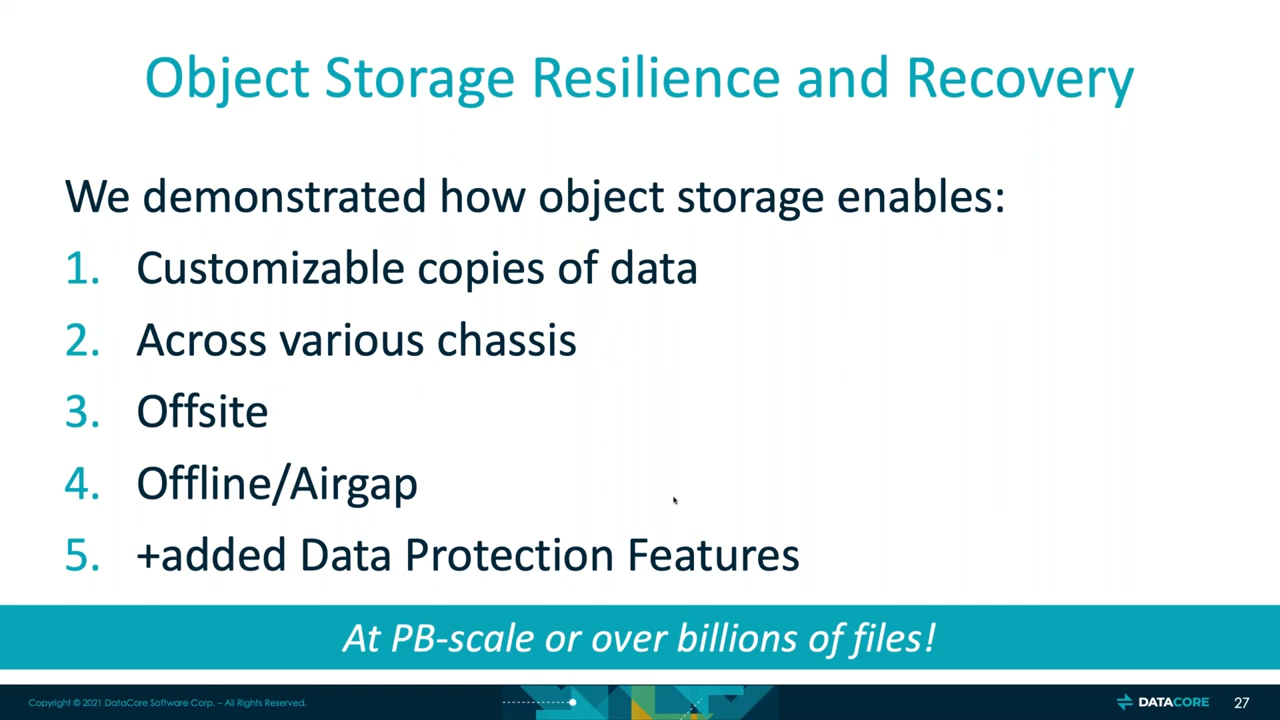 Object Storage Resilience and Recovery
We demonstrated how object storage enables:
1. Customizable copies of data
2. Across various chassis
3. Offsite
4. Offline/Airgap
5. +added Data Protection Features
At PB-scale or over billions of files!
Copyright © 2021 DataCore Software Corp. – All Rights Reserved.
DATACORE
27